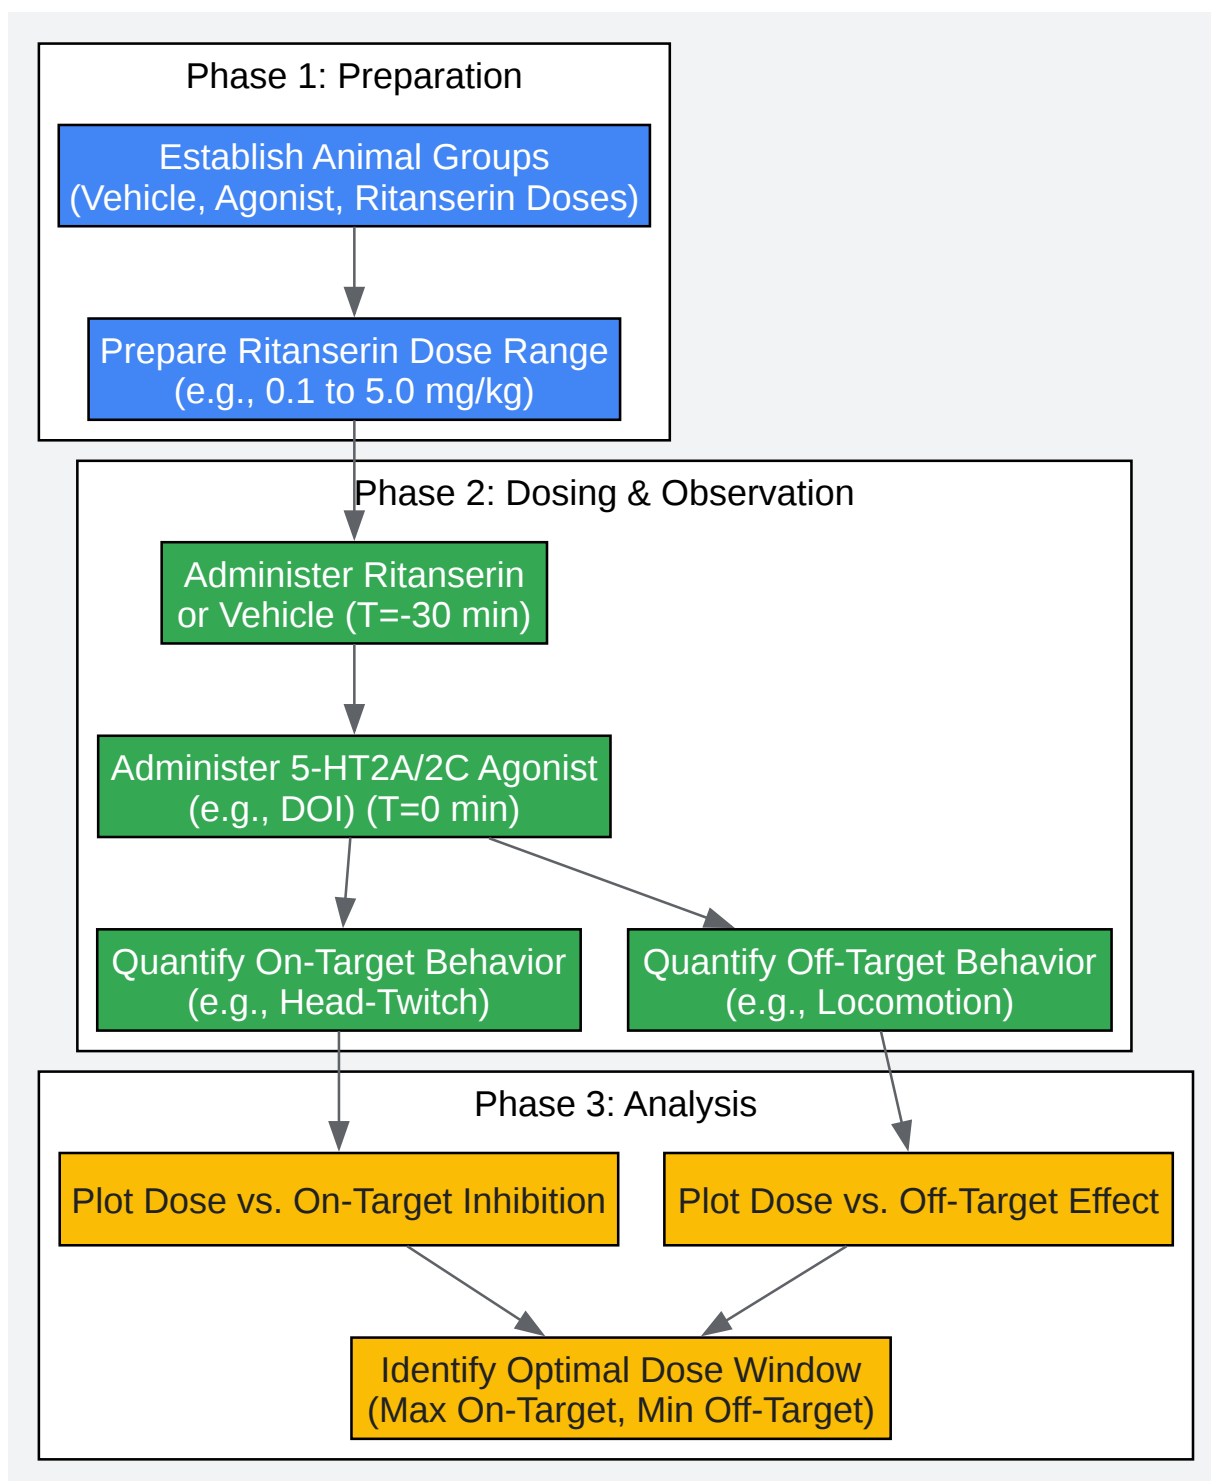 Phase 1: Preparation
Establish Animal Groups
(Vehicle, Agonist, Ritanserin Doses)
Prepare Ritanserin Dose Range
(e.g., 0.1 to 5.0 mg/kg)
Phase 2: Dosing & Observation
Administer Ritanserin
or Vehicle (T=-30 min)
Administer 5-HT2A/2C Agonist
(e.g., DOI) (T=0 min)
Quantify On-Target Behavior
(e.g., Head-Twitch)
Quantify Off-Target Behavior
(e.g., Locomotion)
Phase 3: Analysis
Plot Dose vs. On-Target Inhibition
Plot Dose vs. Off-Target Effect
Identify Optimal Dose Window
(Max On-Target, Min Off-Target)